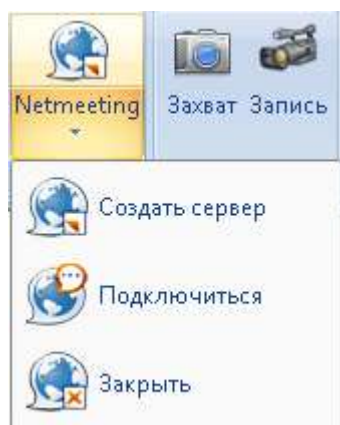 Netmeeting Захват Запись
Создать сервер
Подключиться
Закрыть